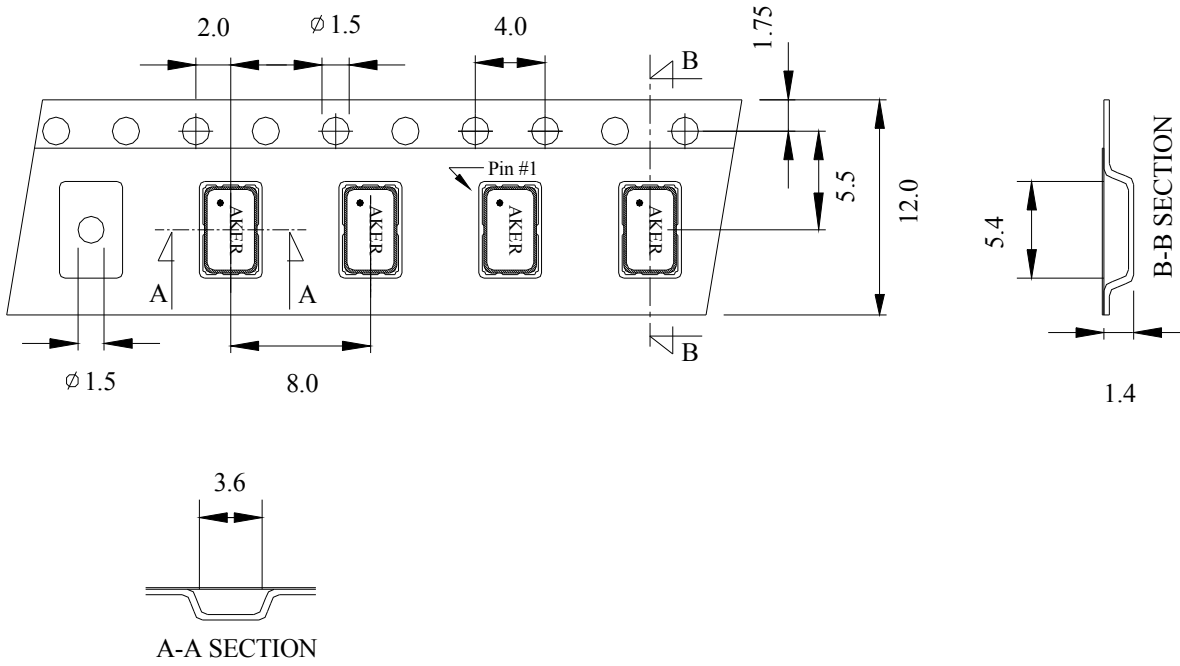 2.0
⌀ 1.5
4.0
1.75
B
Pin #1
AKER
AKER
AKER
AKER
5.5
12.0
5.4
B-B SECTION
A
A
B
⌀ 1.5
8.0
1.4
3.6
A-A SECTION